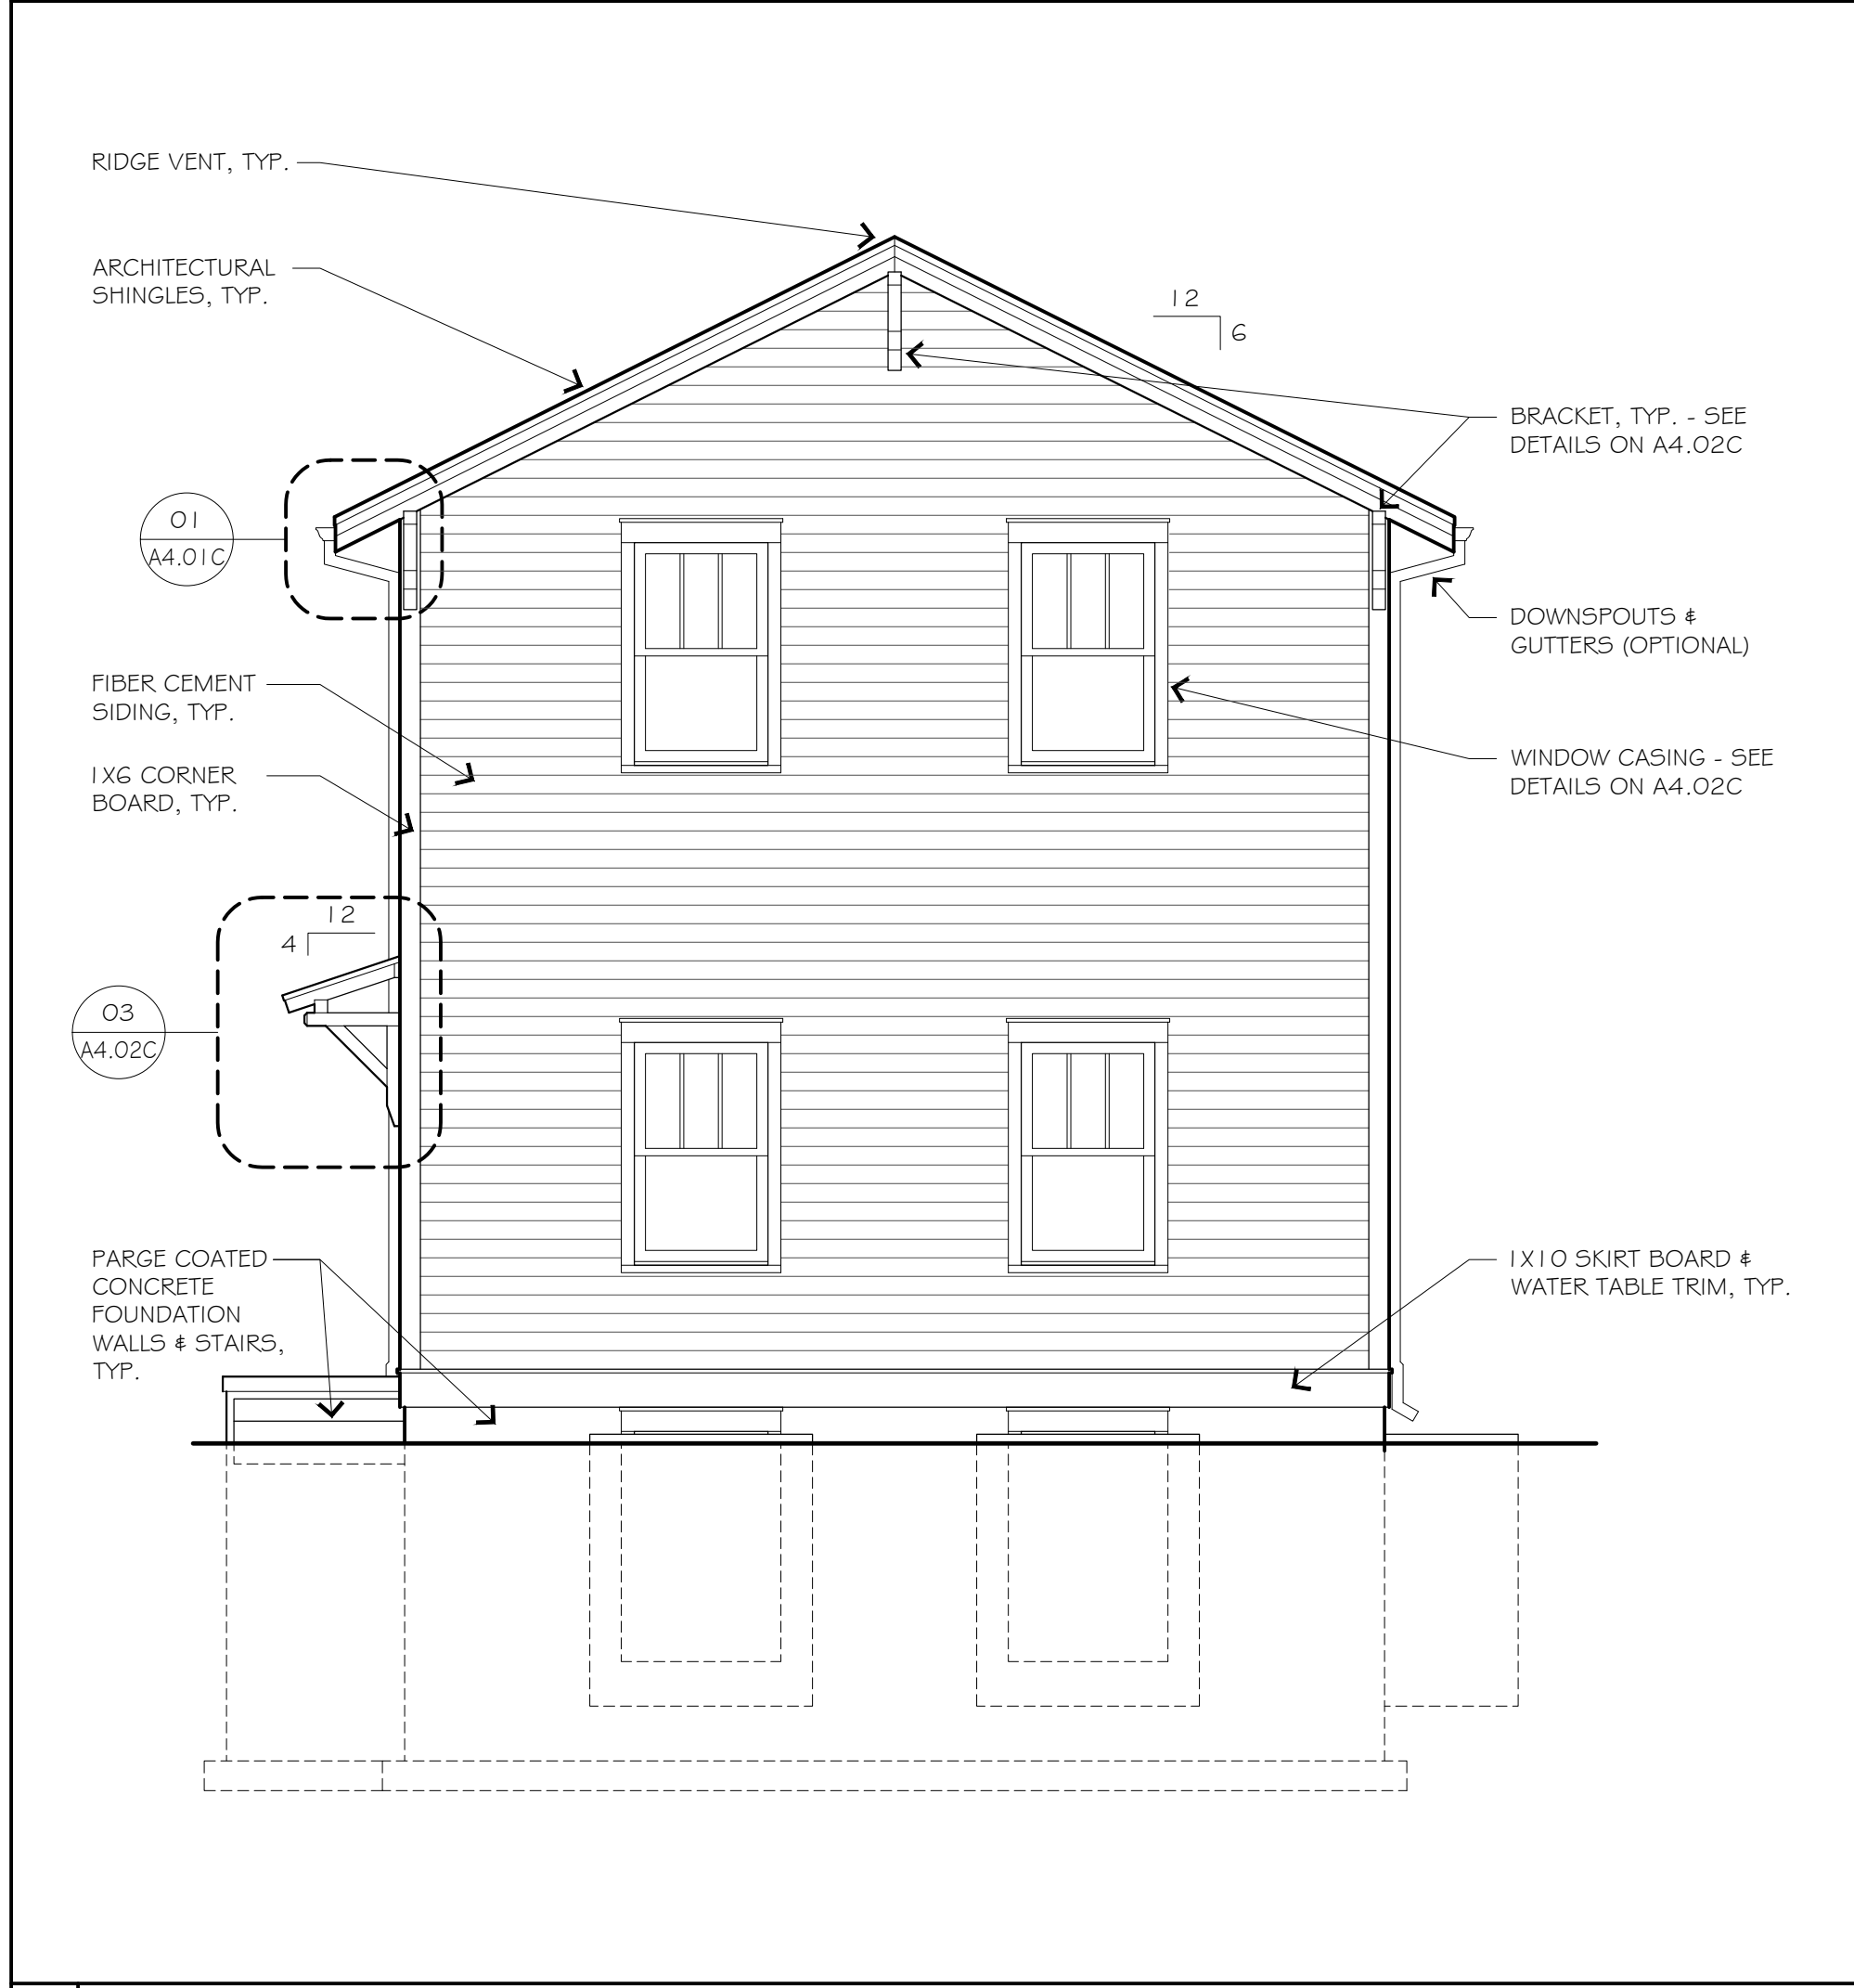 RIDGE VENT, TYP.
ARCHITECTURAL
SHINGLES, TYP.
12
6
BRACKET, TYP. - SEE
DETAILS ON A4.02C
01
A4.01C
DOWNSPOUTS &
GUTTERS (OPTIONAL)
FIBER CEMENT
SIDING, TYP.
WINDOW CASING - SEE
DETAILS ON A4.02C
1X6 CORNER
BOARD, TYP.
12
4
03
A4.02C
PARGE COATED
CONCRETE
FOUNDATION
WALLS & STAIRS,
TYP.
1X10 SKIRT BOARD &
WATER TABLE TRIM, TYP.